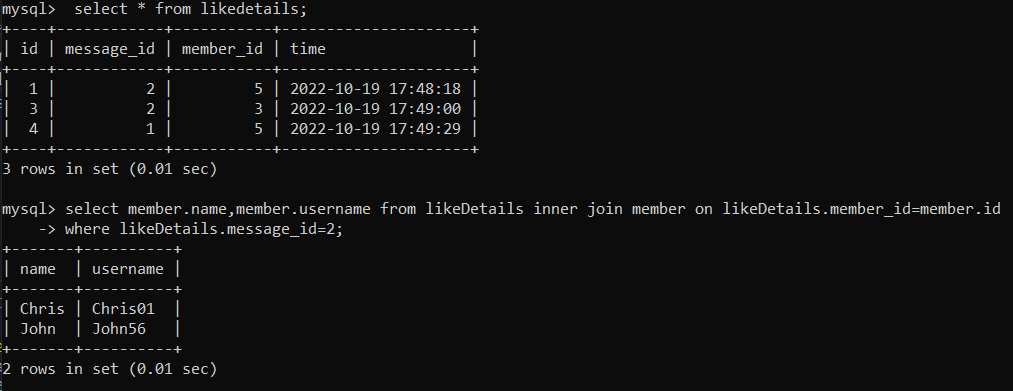 mysql>  select * from likedetails;
+----+------------+-----------+---------------------+
| id | message_id | member_id | time                |
+----+------------+-----------+---------------------+
|  1 |          2 |         5 | 2022-10-19 17:48:18 |
|  3 |          2 |         3 | 2022-10-19 17:49:00 |
|  4 |          1 |         5 | 2022-10-19 17:49:29 |
+----+------------+-----------+---------------------+
3 rows in set (0.01 sec)
mysql> select member.name,member.username from likeDetails inner join member on likeDetails.member_id=member.id
    -> where likeDetails.message_id=2;
+-------+----------+
| name  | username |
+-------+----------+
| Chris | Chris01  |
| John  | John56   |
+-------+----------+
2 rows in set (0.01 sec)